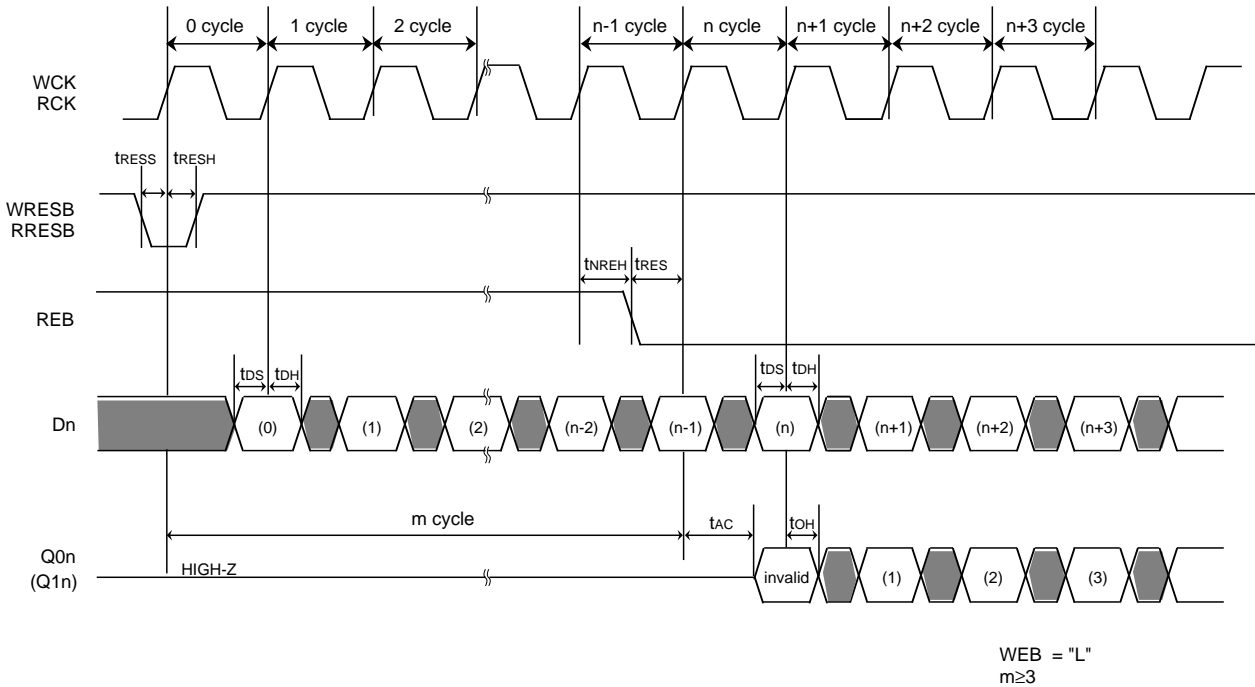 0 cycle 1 cycle 2 cycle n-1 cycle n cycle n+1 cycle n+2 cycle n+3 cycle
WCK
RCK
tRESS tRESH
WRESB
RRESB
tNREH tRES
REB
tDS tDH tDS tDH
Dn (0) (1) (2) (n-2) (n-1) (n) (n+1) (n+2) (n+3)
m cycle tAC tOH
Q0n
(Q1n)
HIGH-Z invalid (1) (2) (3)
WEB = "L"
m≥3